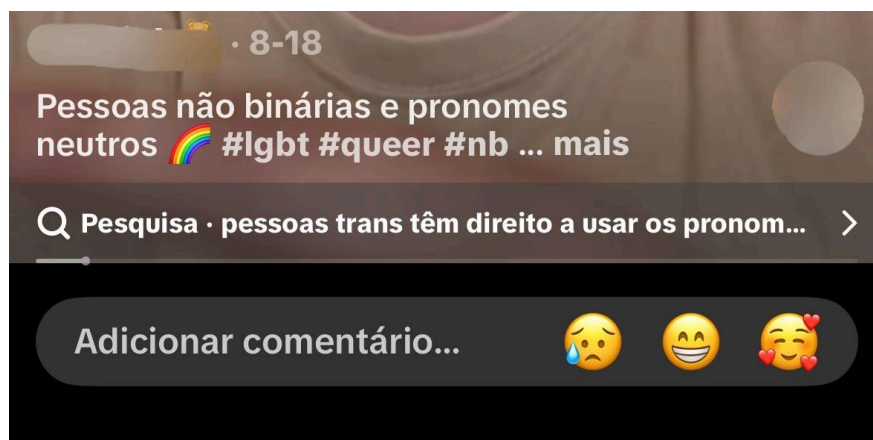 · 8-18
Pessoas não binárias e pronomes
neutros 🌈 #lgbt #queer #nb ... mais
Pesquisa · pessoas trans têm direito a usar os pronom...
Adicionar comentário...